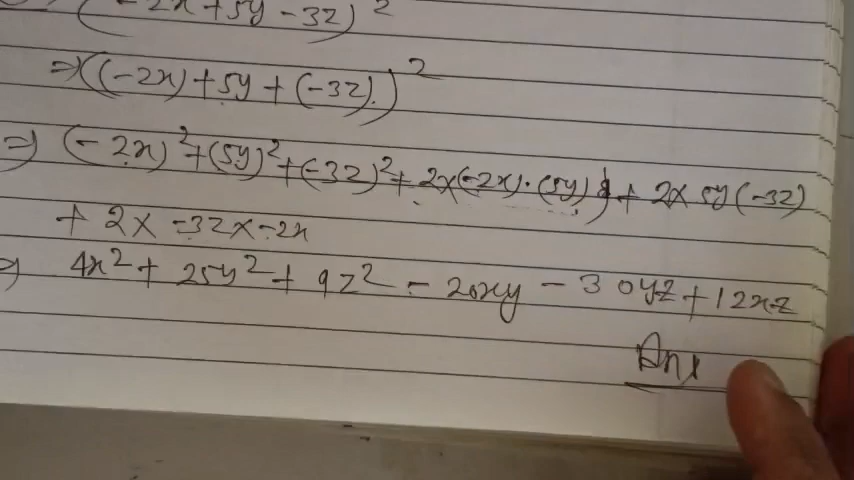 (-2x+5y-3z)²
⇒ ((-2x)+5y+(-3z))²
⇒ (-2x)²+(5y)²+(-3z)²+2×(-2x)·(5y)+2×5y(-3z)
+ 2× -3z×-2x
⇒ 4x²+25y²+9z²-20xy-30yz+12xz
Ans